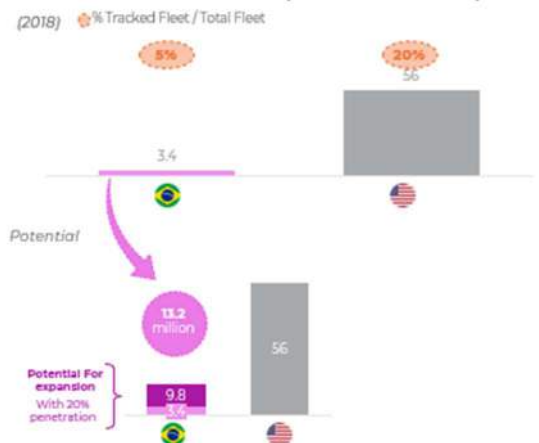 (2018) % Tracked Fleet / Total Fleet
5% 20%
56
3.4
Potential
13.2
million
56
Potential For
expansion
With 20%
penetration
9.8
3.4